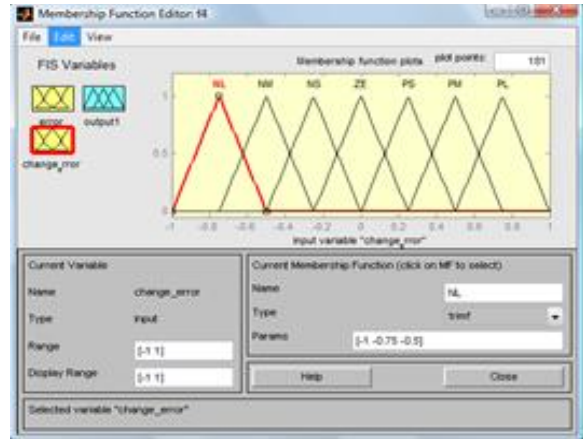 Membership Function Editor: f4
File Edit View
FIS Variables
Membership function plots
plot points:
181
NL NM NS ZE PS PM PL
error output1
change_error
1
0.5
0
-1 -0.8 -0.6 -0.4 -0.2 0 0.2 0.4 0.6 0.8 1
input variable "change_error"
Current Variable
Name change_error
Type input
Range [-1 1]
Display Range [-1 1]
Current Membership Function (click on MF to select)
Name NL
Type trimf
Params [-1 -0.75 -0.5]
Help Close
Selected variable "change_error"